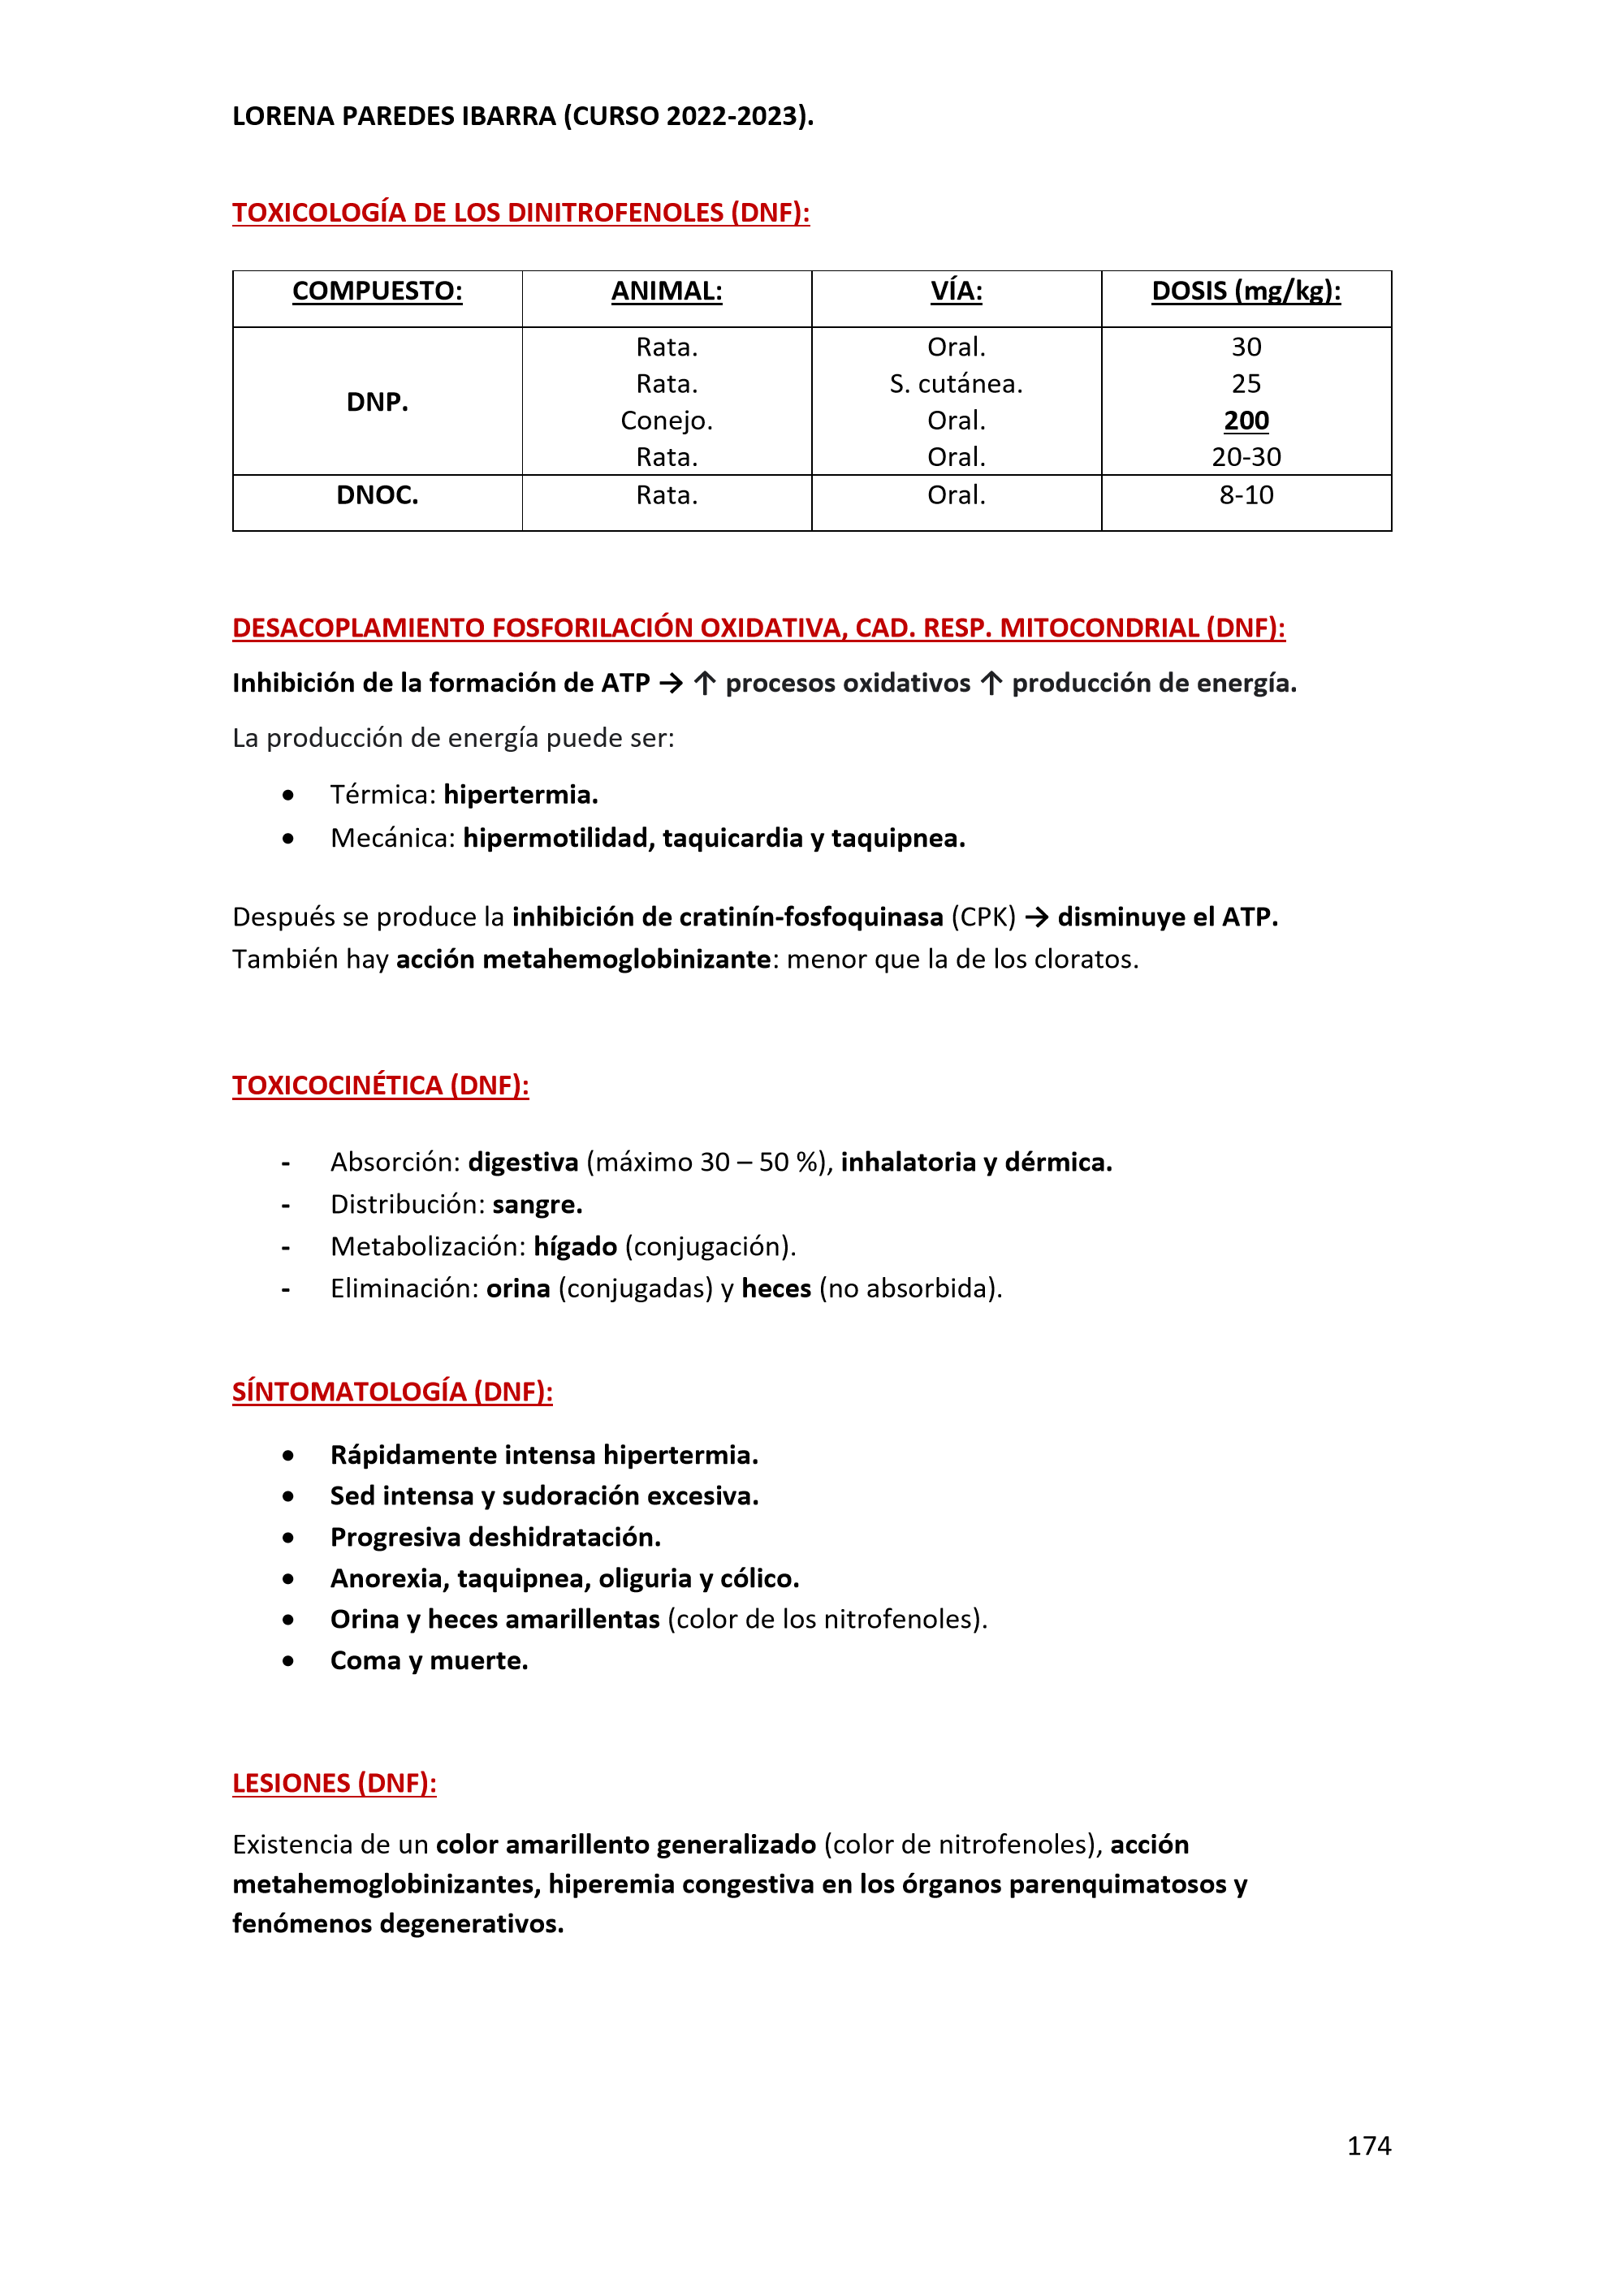 LORENA PAREDES IBARRA (CURSO 2022-2023).
TOXICOLOGÍA DE LOS DINITROFENOLES (DNF):
COMPUESTO: ANIMAL: VÍA: DOSIS (mg/kg):
DNP.
Rata. Oral. 30
Rata. S. cutánea. 25
Conejo. Oral. 200
Rata. Oral. 20-30
DNOC. Rata. Oral. 8-10
DESACOPLAMIENTO FOSFORILACIÓN OXIDATIVA, CAD. RESP. MITOCONDRIAL (DNF):
Inhibición de la formación de ATP → ↑ procesos oxidativos ↑ producción de energía.
La producción de energía puede ser:
• Térmica: hipertermia.
• Mecánica: hipermotilidad, taquicardia y taquipnea.
Después se produce la inhibición de cratinín-fosfoquinasa (CPK) → disminuye el ATP.
También hay acción metahemoglobinizante: menor que la de los cloratos.
TOXICOCINÉTICA (DNF):
- Absorción: digestiva (máximo 30 – 50 %), inhalatoria y dérmica.
- Distribución: sangre.
- Metabolización: hígado (conjugación).
- Eliminación: orina (conjugadas) y heces (no absorbida).
SÍNTOMATOLOGÍA (DNF):
• Rápidamente intensa hipertermia.
• Sed intensa y sudoración excesiva.
• Progresiva deshidratación.
• Anorexia, taquipnea, oliguria y cólico.
• Orina y heces amarillentas (color de los nitrofenoles).
• Coma y muerte.
LESIONES (DNF):
Existencia de un color amarillento generalizado (color de nitrofenoles), acción
metahemoglobinizantes, hiperemia congestiva en los órganos parenquimatosos y
fenómenos degenerativos.
174